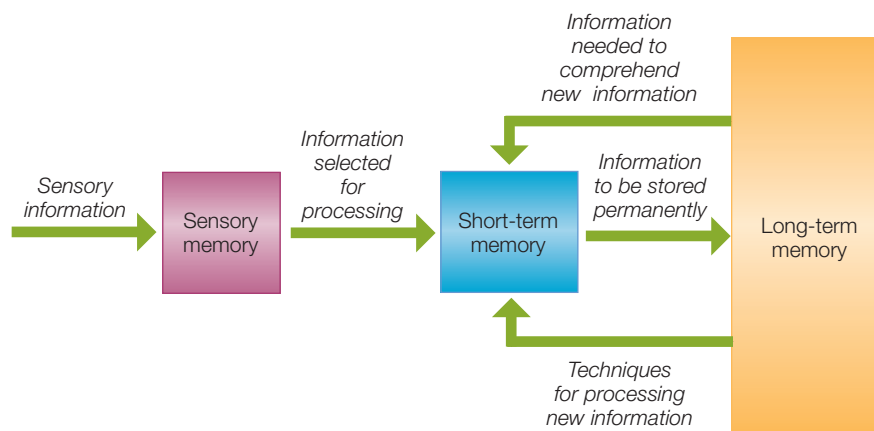 Sensory
information
Sensory
memory
Information
selected
for
processing
Short-term
memory
Information
needed to
comprehend
new information
Information
to be stored
permanently
Techniques
for processing
new information
Long-term
memory